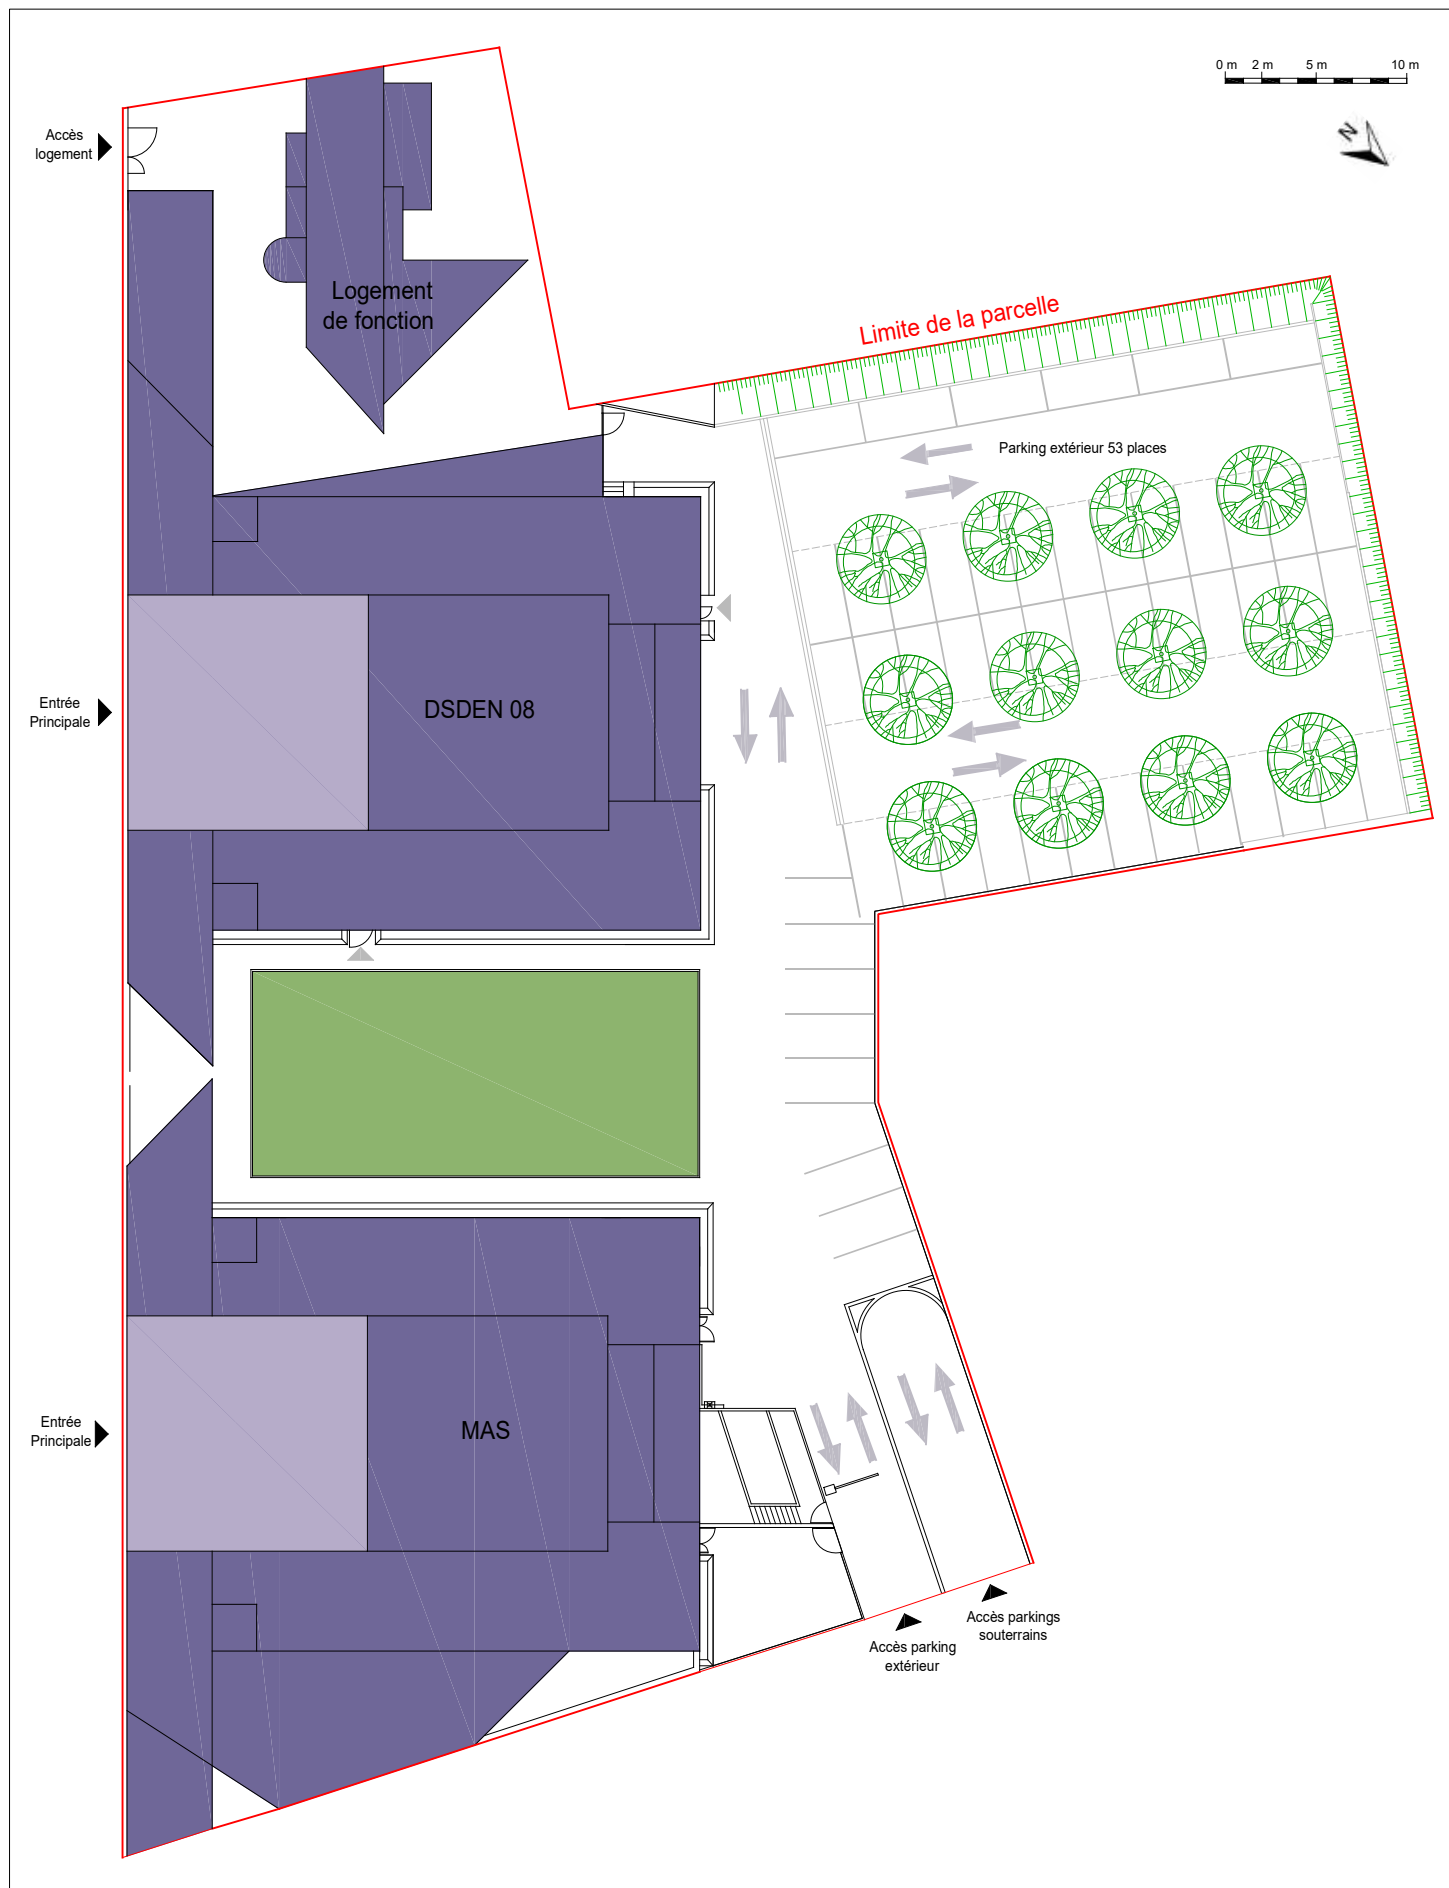 0 m 2 m 5 m 10 m
N
Accès
logement
Logement
de fonction
Limite de la parcelle
Parking extérieur 53 places
Entrée
Principale
DSDEN 08
Entrée
Principale
MAS
Accès parkings
souterrains
Accès parking
extérieur